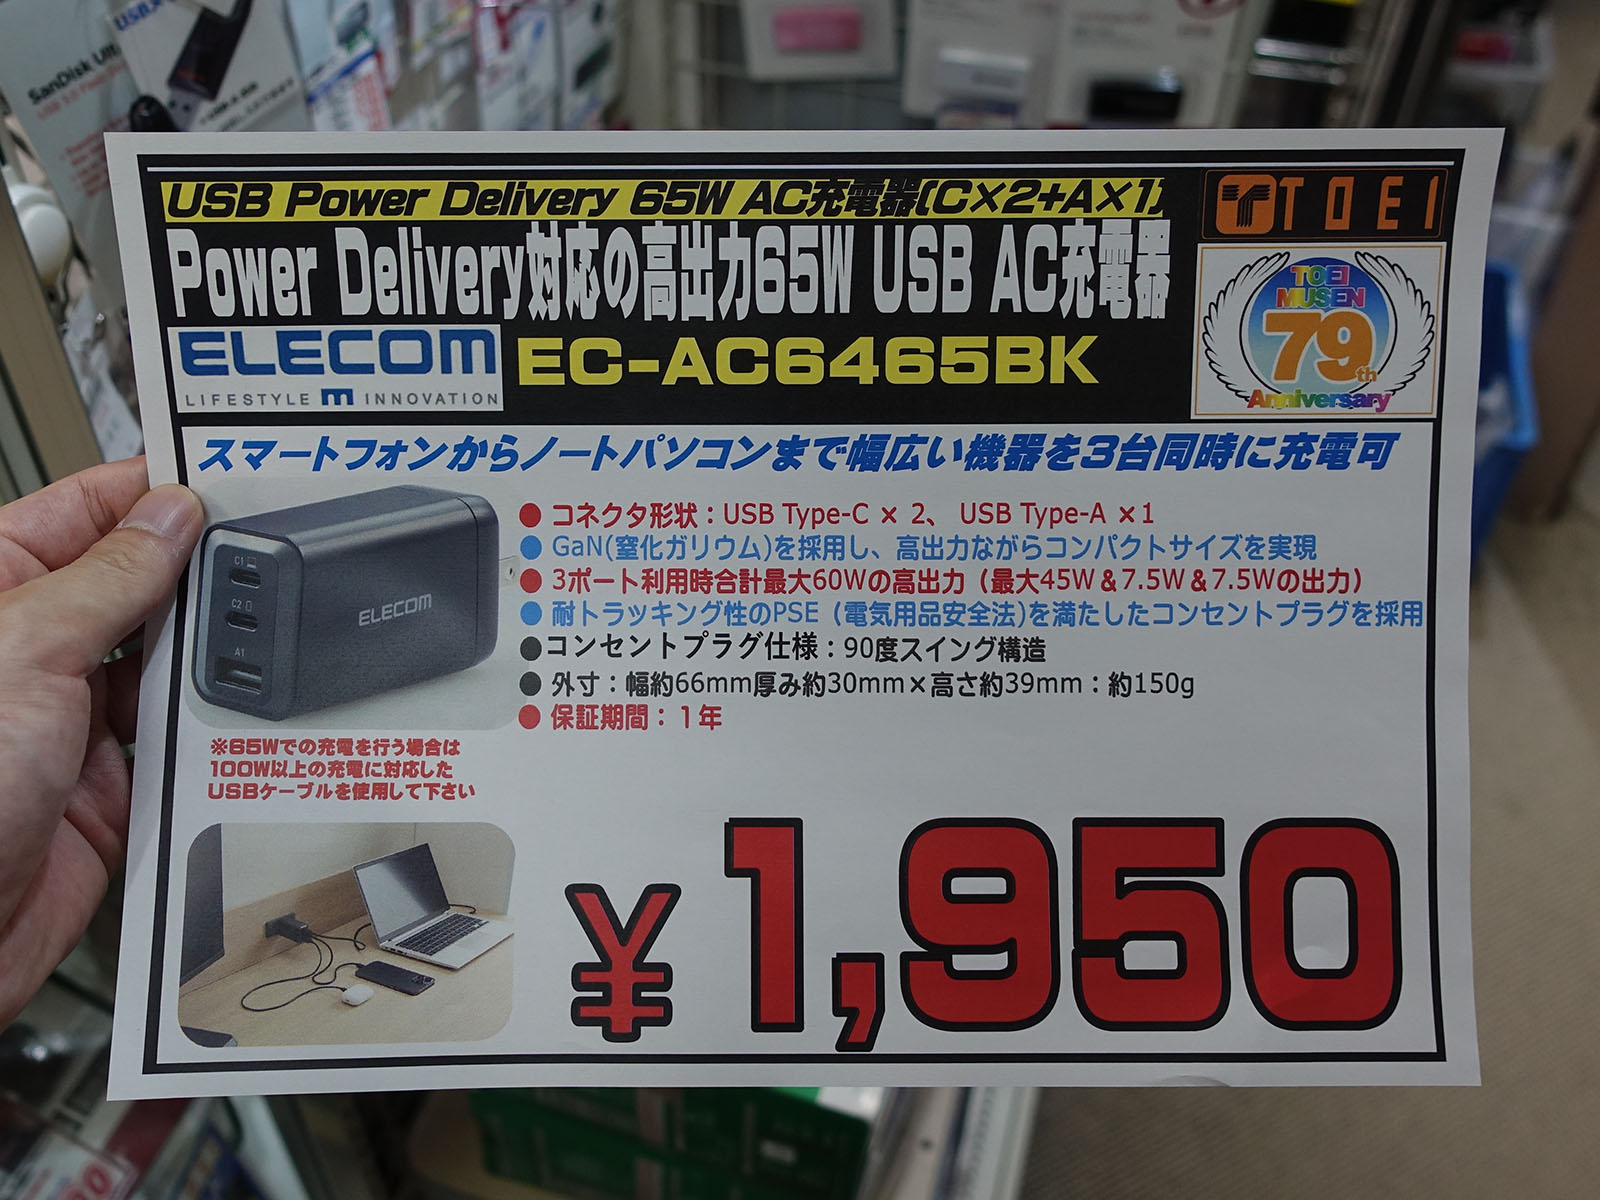 SanDisk Ul
USB Power Delivery 65W AC充電器(C×2+A×1)
TOEI
Power Delivery対応の高出力65W USB AC充電器
TOEI
MUSEN
79th
Anniversary
ELECOM
LIFESTYLE INNOVATION
EC-AC6465BK
スマートフォンからノートパソコンまで幅広い機器を3台同時に充電可
C1
C2
A1
ELECOM
● コネクタ形状：USB Type-C × 2、 USB Type-A ×1
● GaN(窒化ガリウム)を採用し、高出力ながらコンパクトサイズを実現
● 3ポート利用時合計最大60Wの高出力（最大45W＆7.5W＆7.5Wの出力）
● 耐トラッキング性のPSE（電気用品安全法)を満たしたコンセントプラグを採用
●コンセントプラグ仕様：90度スイング構造
● 外寸：幅約66mm厚み約30mm×高さ約39mm：約150g
● 保証期間：１年
※65Wでの充電を行う場合は
100W以上の充電に対応した
USBケーブルを使用して下さい
¥1,950